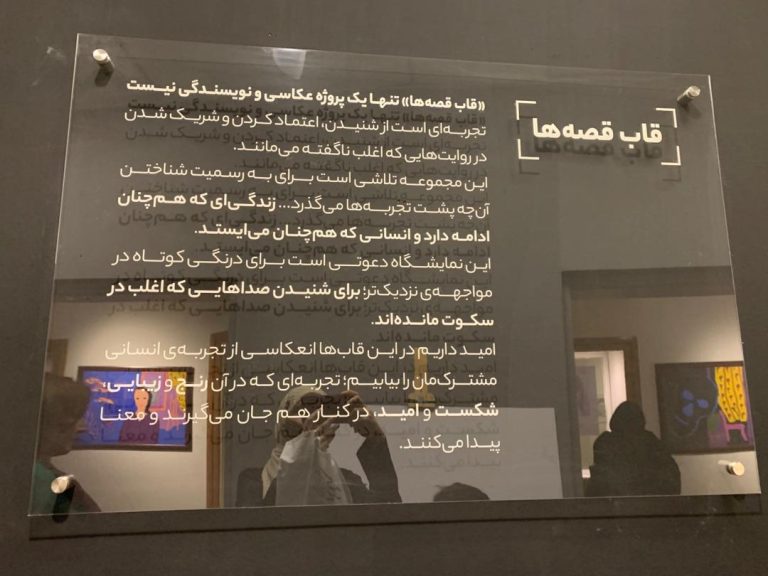 قاب قصه‌ها
«قاب قصه‌ها» تنها یک پروژه عکاسی و نویسندگی نیست
تجربه‌ای است از شنیدن، اعتماد کردن و شریک شدن
در روایت‌هایی که اغلب ناگفته می‌مانند.
این مجموعه تلاشی است برای به رسمیت شناختن
آن‌چه پشت تجربه‌ها می‌گذرد... زندگی‌ای که هم‌چنان
ادامه دارد و انسانی که هم‌چنان می‌ایستد.
این نمایشگاه دعوتی است برای درنگی کوتاه در
مواجهه‌ی نزدیک‌تر؛ برای شنیدن صداهایی که اغلب در
سکوت مانده‌اند.
امید داریم در این قاب‌ها انعکاسی از تجربه‌ی انسانی
مشترک‌مان را بیابیم؛ تجربه‌ای که در آن رنج و زیبایی،
شکست و امید، در کنار هم جان می‌گیرند و معنا
پیدا می‌کنند.